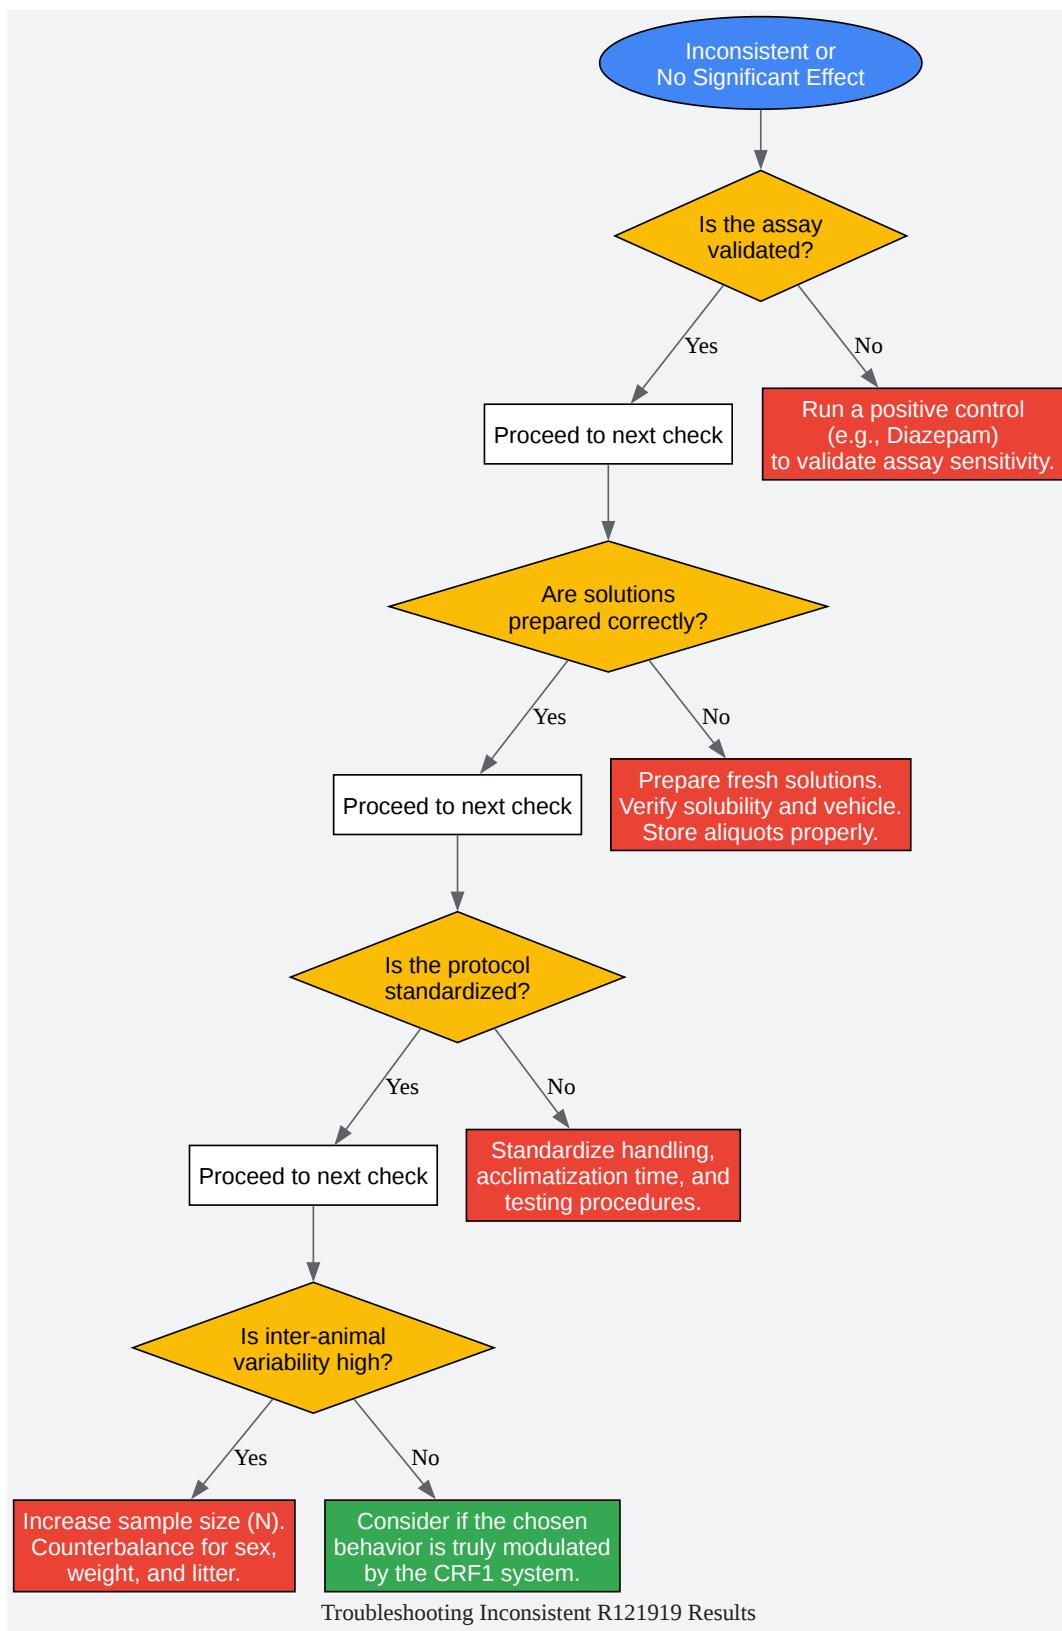 Inconsistent or
No Significant Effect
Is the assay
validated?
Yes
No
Proceed to next check
Run a positive control
(e.g., Diazepam)
to validate assay sensitivity.
Are solutions
prepared correctly?
Yes
No
Proceed to next check
Prepare fresh solutions.
Verify solubility and vehicle.
Store aliquots properly.
Is the protocol
standardized?
Yes
No
Proceed to next check
Standardize handling,
acclimatization time, and
testing procedures.
Is inter-animal
variability high?
Yes
No
Increase sample size (N).
Counterbalance for sex,
weight, and litter.
Consider if the chosen
behavior is truly modulated
by the CRF1 system.
Troubleshooting Inconsistent R121919 Results